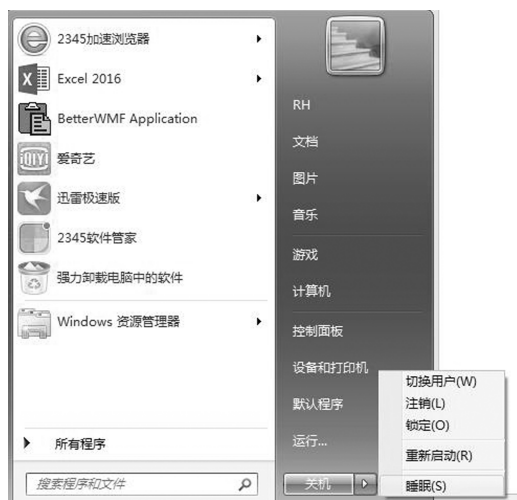 2345加速浏览器
Excel 2016
BetterWMF Application
iQIYI
爱奇艺
迅雷极速版
2345软件管家
强力卸载电脑中的软件
Windows 资源管理器
所有程序
搜索程序和文件
RH
文档
图片
音乐
游戏
计算机
控制面板
设备和打印机
默认程序
运行...
关机
切换用户(W)
注销(L)
锁定(O)
重新启动(R)
睡眠(S)